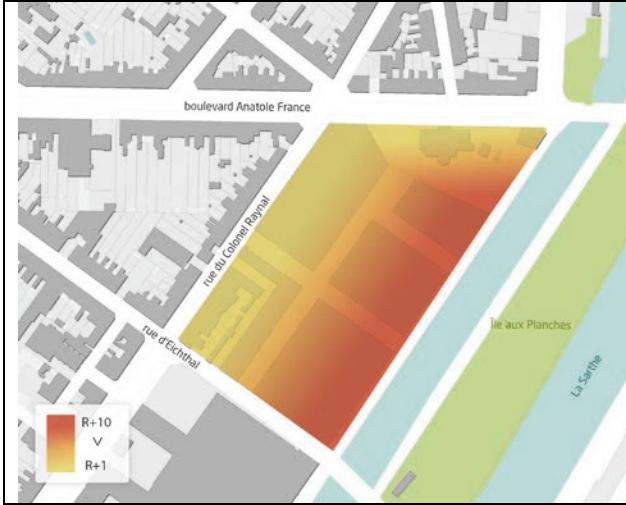 boulevard Anatole France
rue du Colonel Raynal
rue d'Eichthal
Île aux Planches
La Sarthe
R+10
V
R+1